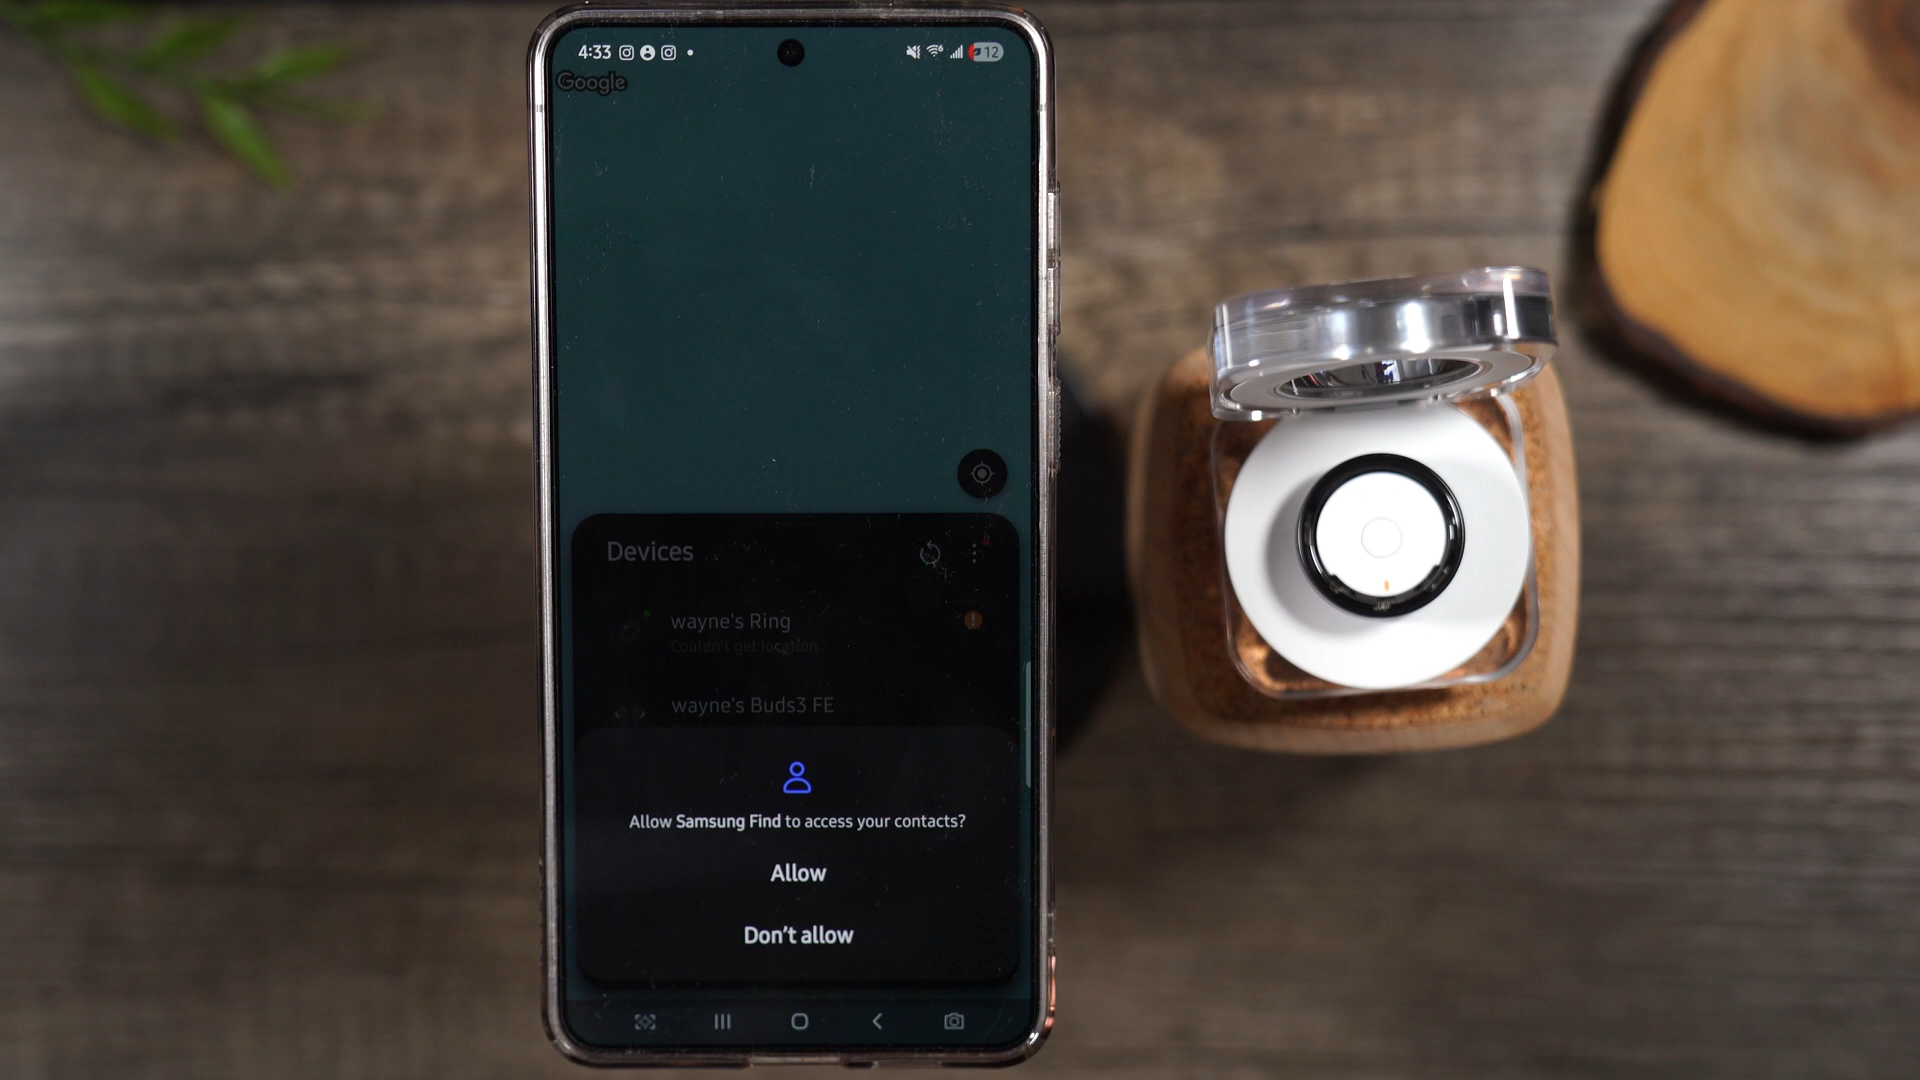 4:33
12
Google
Devices
wayne's Ring
Couldn't get location
wayne's Buds3 FE
Allow Samsung Find to access your contacts?
Allow
Don't allow